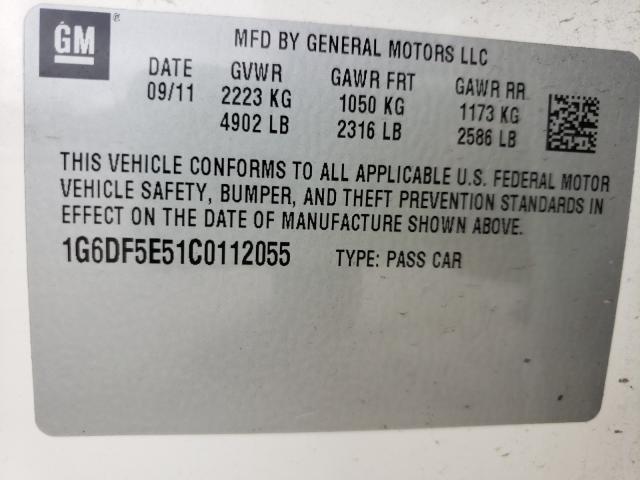 GM ®
MFD BY GENERAL MOTORS LLC
DATE GVWR GAWR FRT GAWR RR
09/11 2223 KG 1050 KG 1173 KG
4902 LB 2316 LB 2586 LB
THIS VEHICLE CONFORMS TO ALL APPLICABLE U.S. FEDERAL MOTOR
VEHICLE SAFETY, BUMPER, AND THEFT PREVENTION STANDARDS IN
EFFECT ON THE DATE OF MANUFACTURE SHOWN ABOVE.
1G6DF5E51C0112055 TYPE: PASS CAR